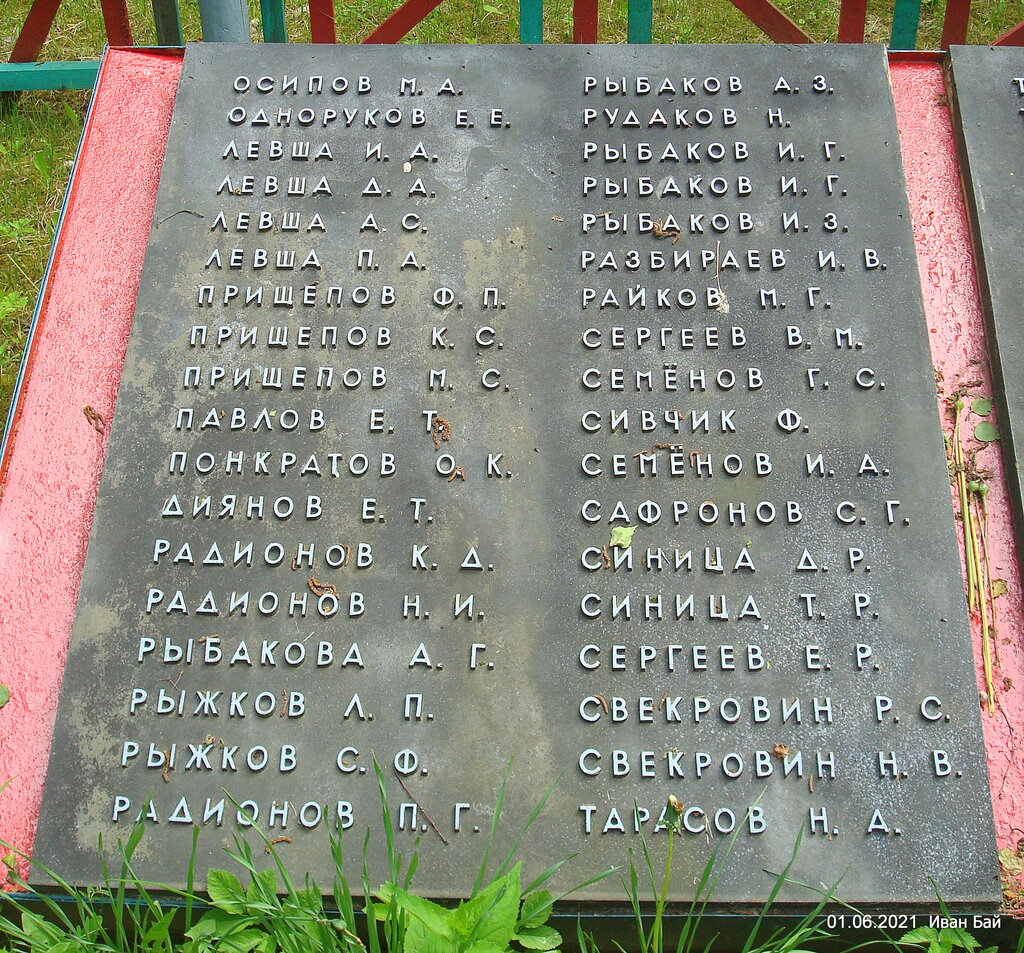 ОСИПОВ М. А.
ОДНОРУКОВ Е. Е.
ЛЕВША И. А.
ЛЕВША Д. А.
ЛЕВША А. С.
ЛЕВША П. А.
ПРИЩЕПОВ Ф. П.
ПРИЩЕПОВ К. С.
ПРИЩЕПОВ М. С.
ПАВЛОВ Е. Т.
ПОНКРАТОВ О. К.
ДИЯНОВ Е. Т.
РАДИОНОВ К. Д.
РАДИОНОВ Н. И.
РЫБАКОВА А. Г.
РЫЖКОВ Л. П.
РЫЖКОВ С. Ф.
РАДИОНОВ П. Г.
РЫБАКОВ А. З.
РУДАКОВ Н.
РЫБАКОВ И. Г.
РЫБАКОВ И. Г.
РЫБАКОВ И. З.
РАЗБИРАЕВ И. В.
РАЙКОВ М. Г.
СЕРГЕЕВ В. М.
СЕМЁНОВ Г. С.
СИВЧИК Ф.
СЕМЁНОВ И. А.
САФРОНОВ С. Г.
СИНИЦА Д. Р.
СИНИЦА Т. Р.
СЕРГЕЕВ Е. Р.
СВЕКРОВИН Р. С.
СВЕКРОВИН Н. В.
ТАРАСОВ Н. А.
01.06.2021 Иван Бай